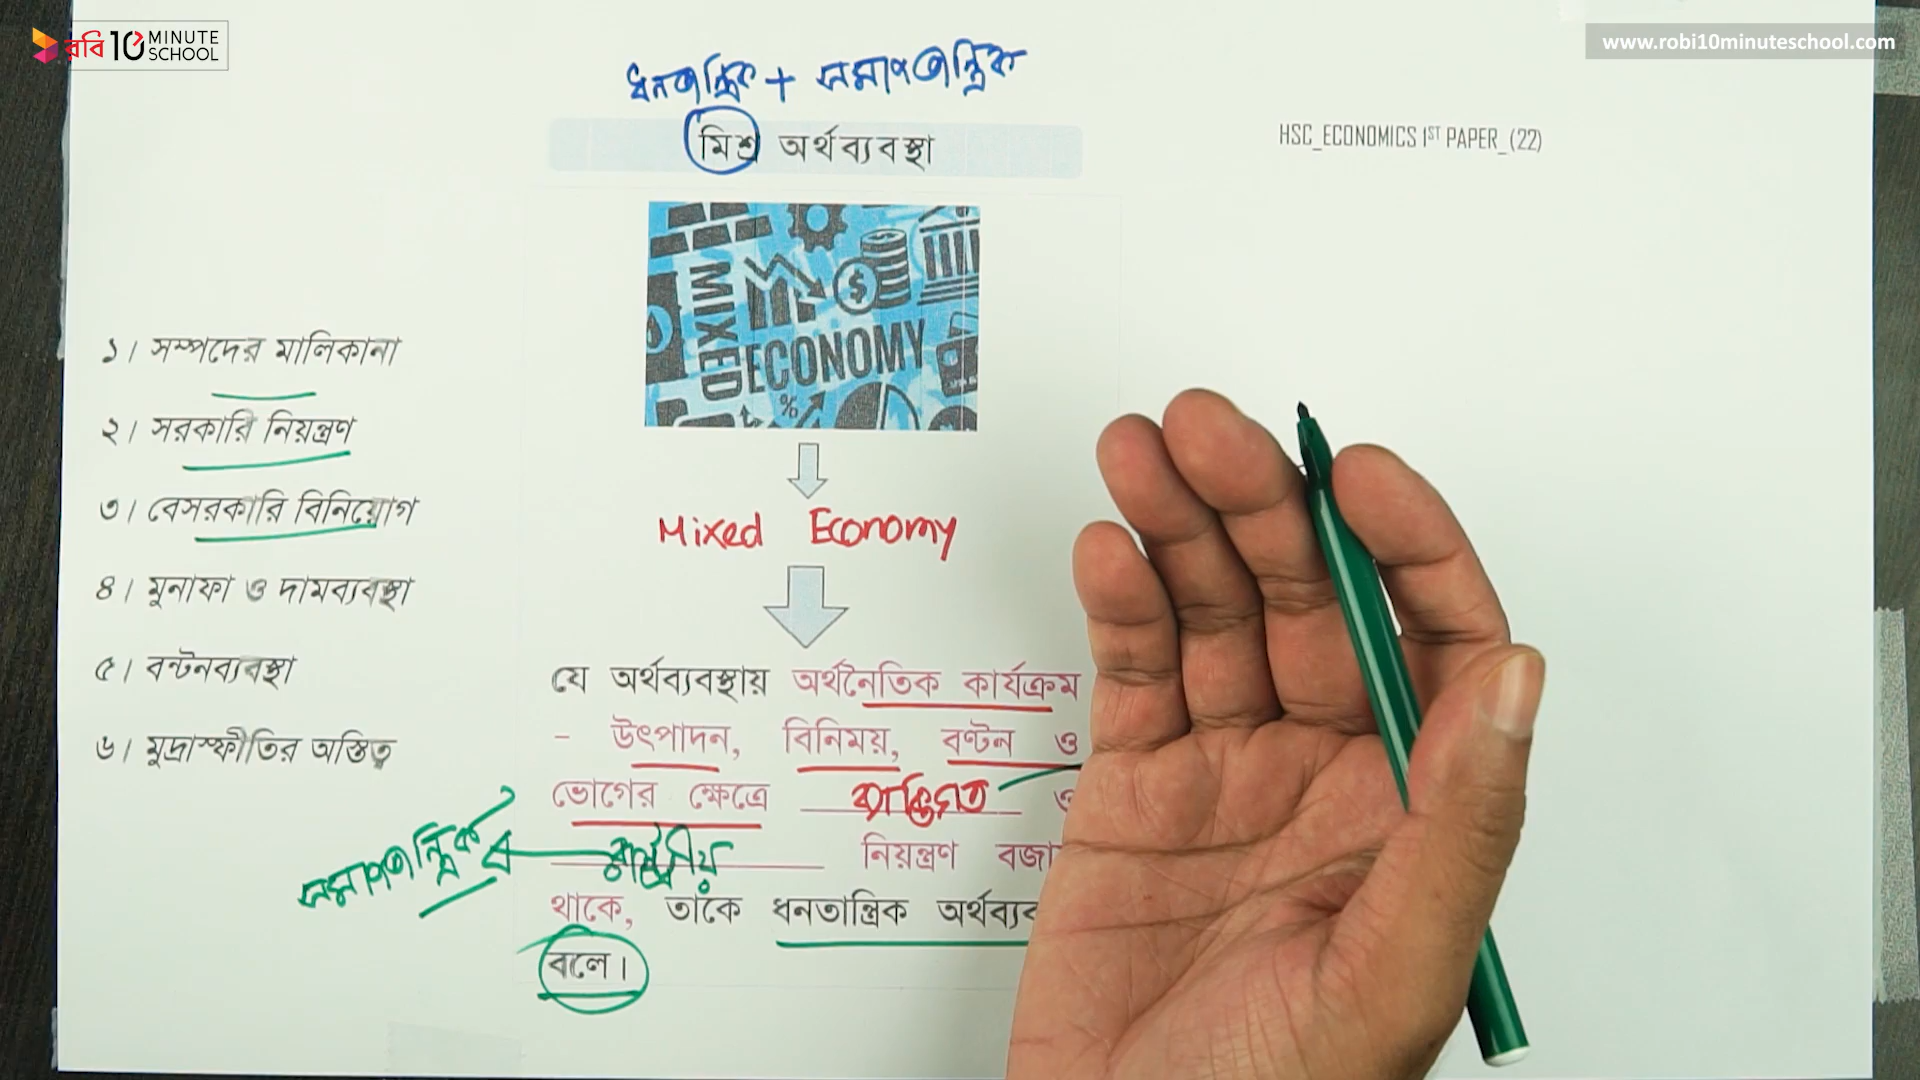 রবি 10 MINUTE SCHOOL
www.robi10minuteschool.com
ধনতান্ত্রিক + সমাজতান্ত্রিক
মিশ্র অর্থব্যবস্থা
HSC_ECONOMICS 1ST PAPER_(22)
MIXED
ECONOMY
$
%
Mixed Economy
১। সম্পদের মালিকানা
২। সরকারি নিয়ন্ত্রণ
৩। বেসরকারি বিনিয়োগ
৪। মুনাফা ও দামব্যবস্থা
৫। বন্টনব্যবস্থা
৬। মুদ্রাস্ফীতির অস্তিত্ব
যে অর্থব্যবস্থায় অর্থনৈতিক কার্যক্রম
- উৎপাদন, বিনিময়, বণ্টন ও
ভোগের ক্ষেত্রে ব্যক্তিগত ও
সমাজতান্ত্রিক রাষ্ট্রীয় নিয়ন্ত্রণ
থাকে, তাকে ধনতান্ত্রিক
বলে।